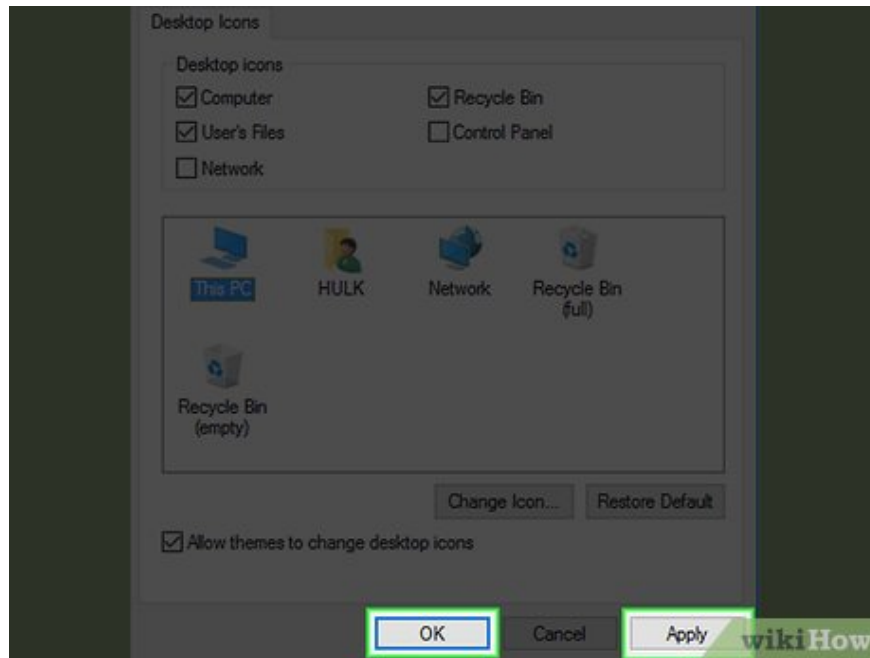 Desktop Icons
Desktop icons
Computer
Recycle Bin
User's Files
Control Panel
Network
This PC
HULK
Network
Recycle Bin
(full)
Recycle Bin
(empty)
Change Icon...
Restore Default
Allow themes to change desktop icons
OK
Cancel
Apply
wikiHow